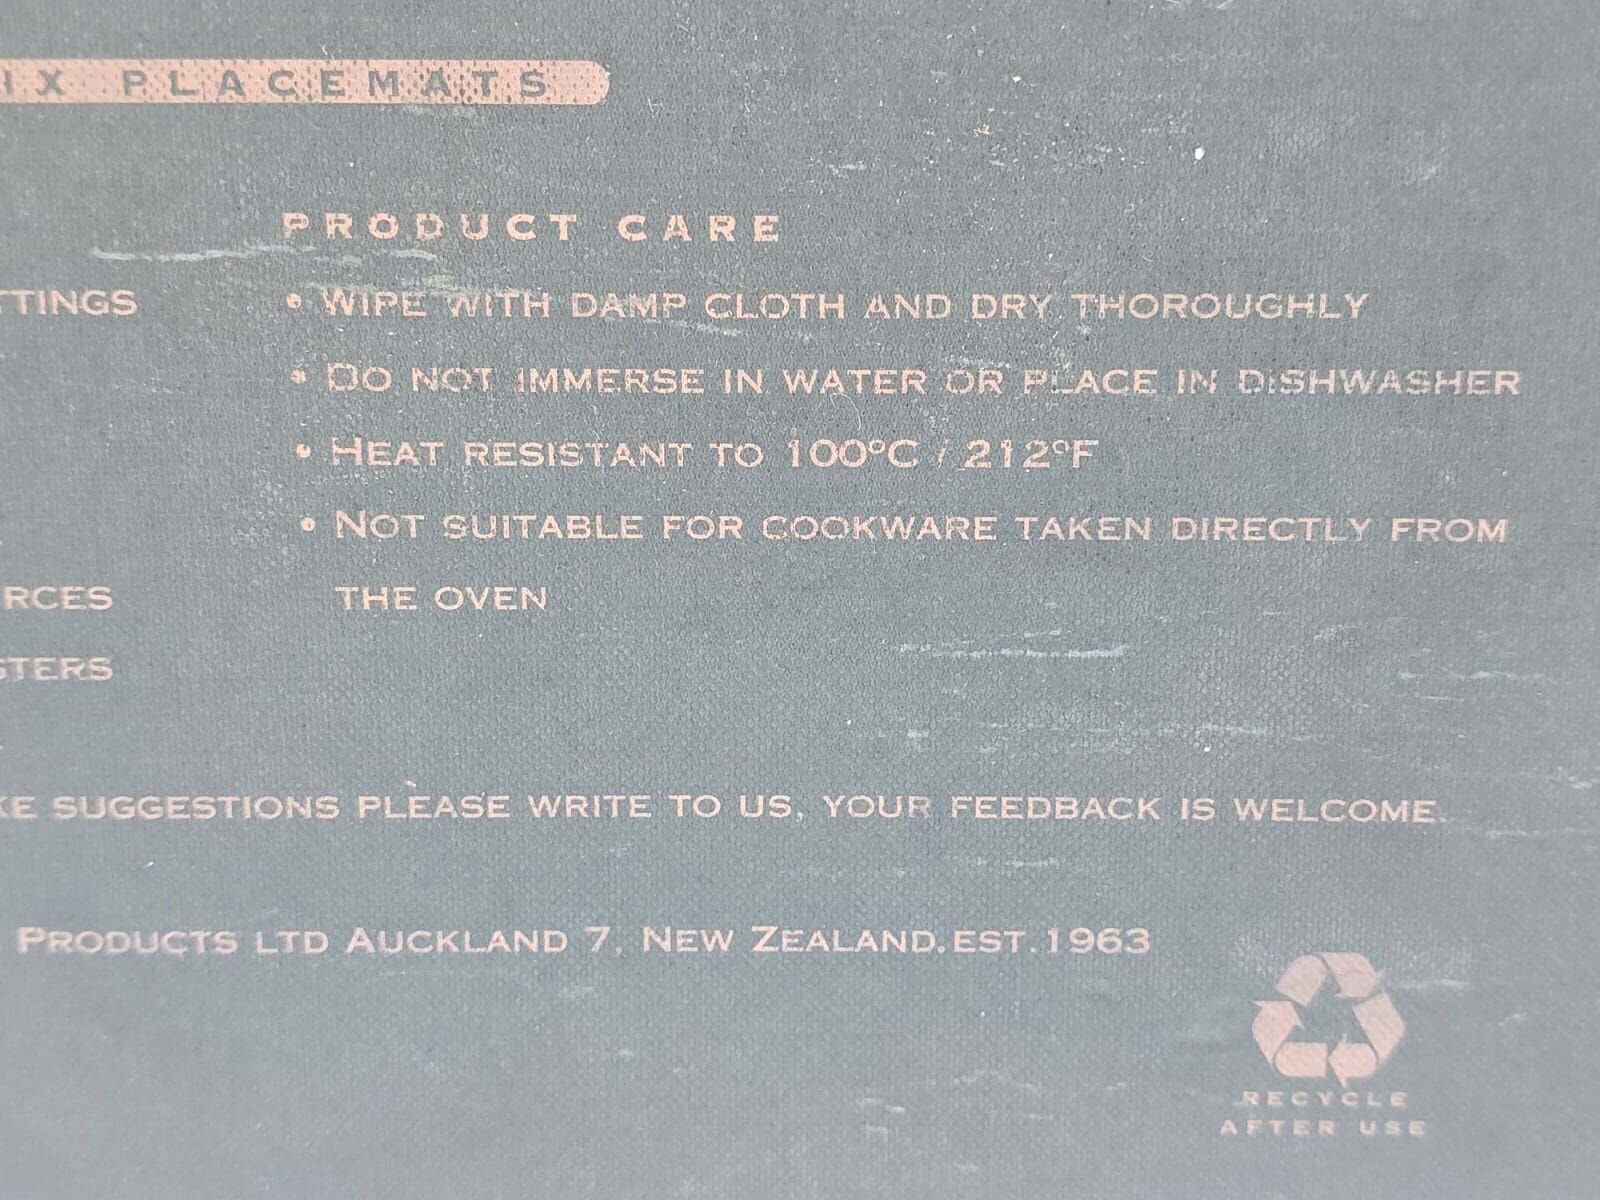 PLACEMATS
PRODUCT CARE
• WIPE WITH DAMP CLOTH AND DRY THOROUGHLY
• DO NOT IMMERSE IN WATER OR PLACE IN DISHWASHER
• HEAT RESISTANT TO 100°C / 212°F
• NOT SUITABLE FOR COOKWARE TAKEN DIRECTLY FROM
THE OVEN
SUGGESTIONS PLEASE WRITE TO US, YOUR FEEDBACK IS WELCOME.
PRODUCTS LTD AUCKLAND 7, NEW ZEALAND. EST. 1963
RECYCLE
AFTER USE